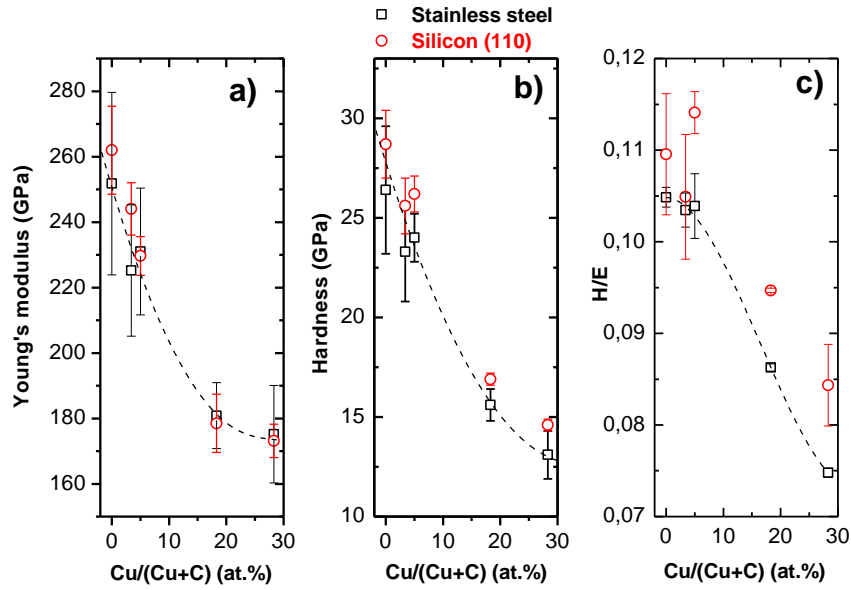 Stainless steel
Silicon (110)
a)
b)
c)
Young's modulus (GPa)
280
260
240
220
200
180
160
0 10 20 30
Cu/(Cu+C) (at.%)
Hardness (GPa)
30
25
20
15
10
0 10 20 30
Cu/(Cu+C) (at.%)
H/E
0,12
0,11
0,10
0,09
0,08
0,07
0 10 20 30
Cu/(Cu+C) (at.%)